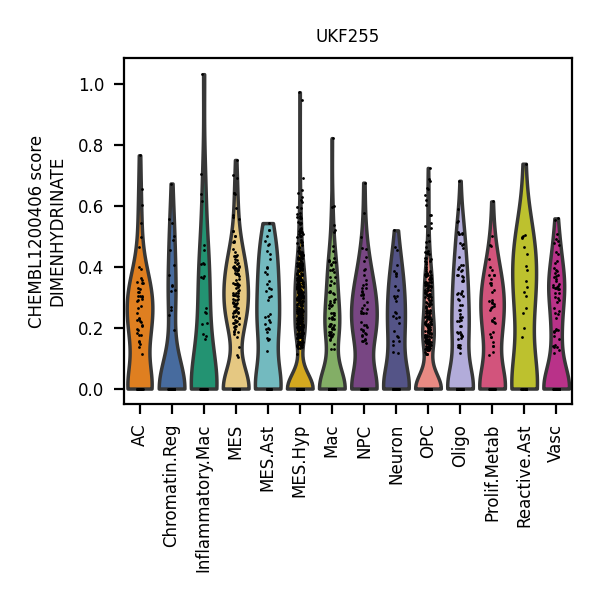 UKF255
CHEMBL1200406 score
DIMENHYDRINATE
1.0
0.8
0.6
0.4
0.2
0.0
AC
Chromatin.Reg
Inflammatory.Mac
MES
MES.Ast
MES.Hyp
Mac
NPC
Neuron
OPC
Oligo
Prolif.Metab
Reactive.Ast
Vasc